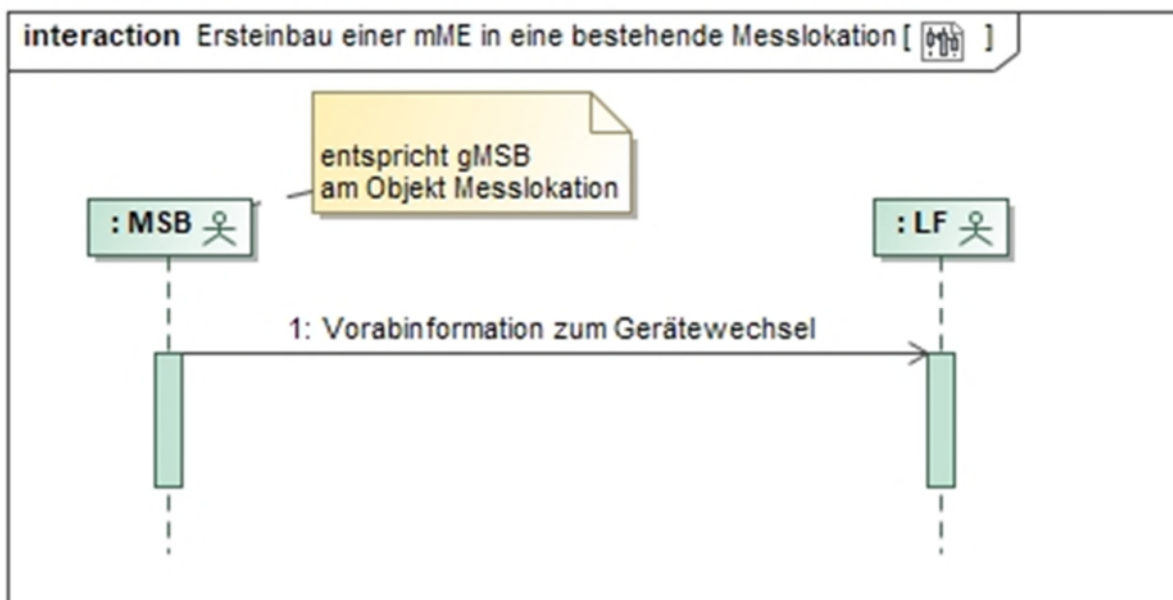 interaction Ersteinbau einer mME in eine bestehende Messlokation [ ]
entspricht gMSB
am Objekt Messlokation
: MSB
: LF
1: Vorabinformation zum Gerätewechsel